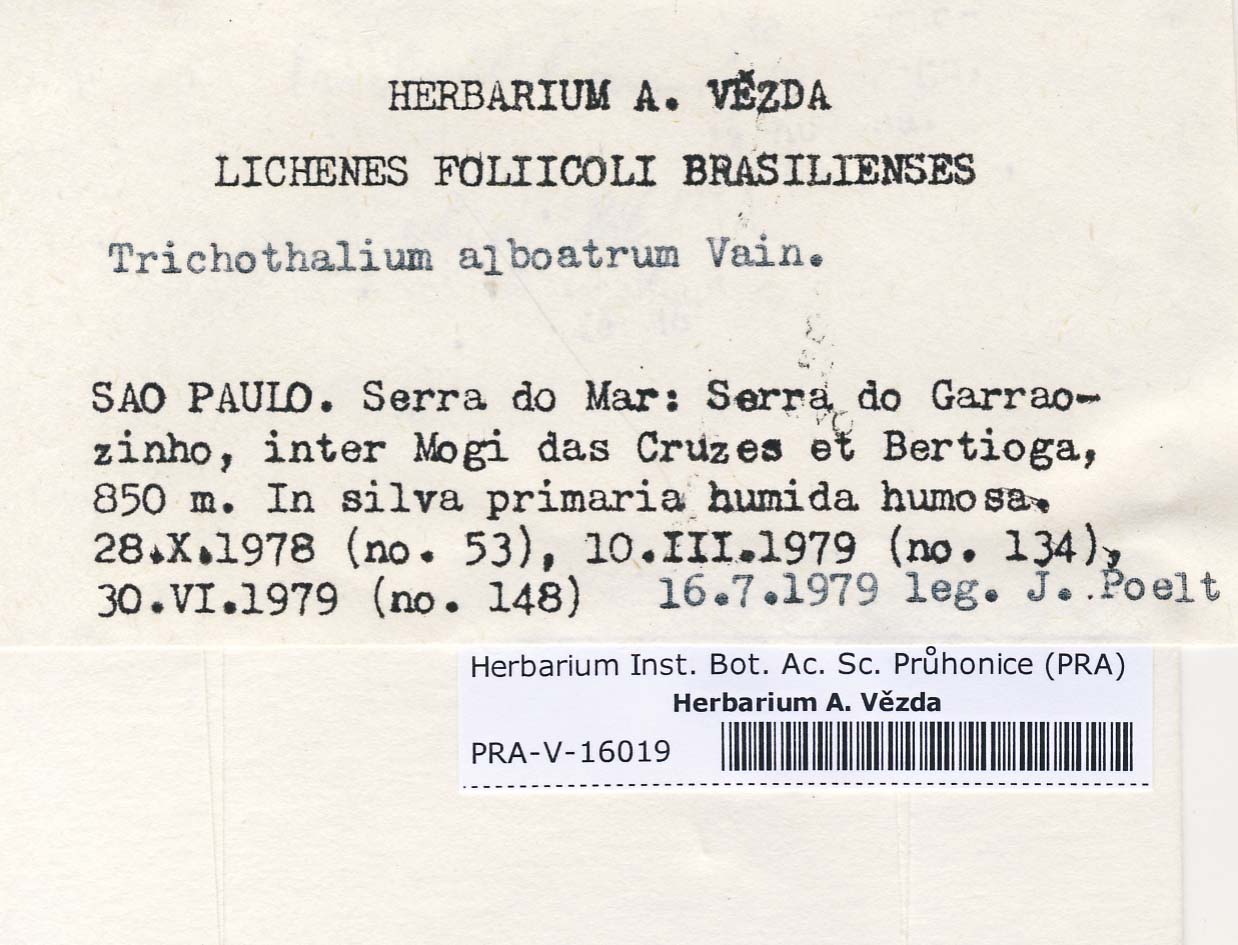 HERBARIUM A. VĚZDA
LICHENES FOLIICOLI BRASILIENSES
Trichothalium alboatrum Vain.
SAO PAULO. Serra do Mar: Serra do Garrao-
zinho, inter Mogi das Cruzes et Bertioga,
850 m. In silva primaria humida humosa.
28.X.1978 (no. 53), 10.III.1979 (no. 134),
30.VI.1979 (no. 148) 16.7.1979 leg. J. Poelt
Herbarium Inst. Bot. Ac. Sc. Průhonice (PRA)
Herbarium A. Vězda
PRA-V-16019